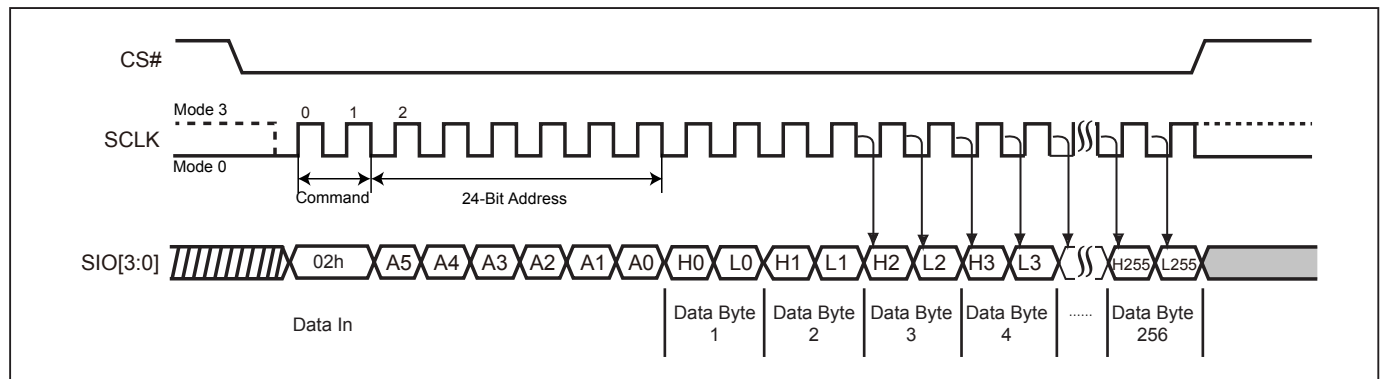 CS#
Mode 3
0 1 2
SCLK
Mode 0
Command
24-Bit Address
SIO[3:0]
02h A5 A4 A3 A2 A1 A0 H0 L0 H1 L1 H2 L2 H3 L3 H255 L255
Data In
Data Byte 1
Data Byte 2
Data Byte 3
Data Byte 4
......
Data Byte 256